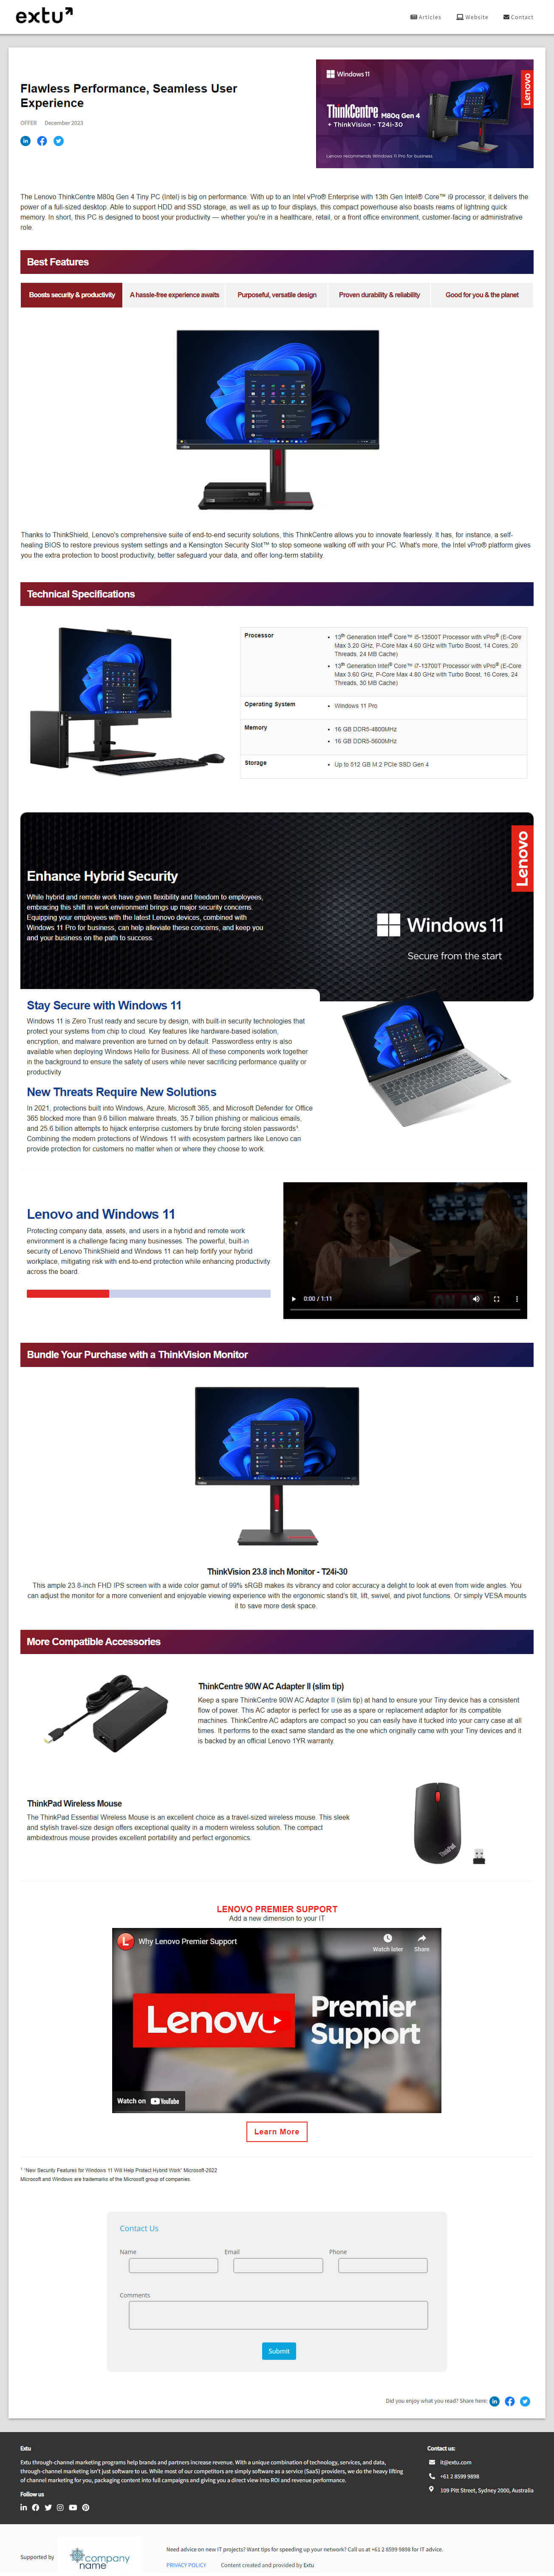 extu
Articles Website Contact
Flawless Performance, Seamless User
Experience
OFFER December 2023
Windows 11
ThinkCentre M80q Gen 4
+ ThinkVision - T24i-30
Lenovo recommends Windows 11 Pro for business
Lenovo
The Lenovo ThinkCentre M80q Gen 4 Tiny PC (Intel) is big on performance. With up to an Intel vPro® Enterprise with 13th Gen Intel® Core™ i9 processor, it delivers the
power of a full-sized desktop. Able to support HDD and SSD storage, as well as up to four displays, this compact powerhouse also boasts reams of lightning quick
memory. In short, this PC is designed to boost your productivity — whether you're in a healthcare, retail, or a front office environment, customer-facing or administrative
role.
Best Features
Boosts security & productivity
A hassle-free experience awaits
Purposeful, versatile design
Proven durability & reliability
Good for you & the planet
Thanks to ThinkShield, Lenovo's comprehensive suite of end-to-end security solutions, this ThinkCentre allows you to innovate fearlessly. It has, for instance, a self-
healing BIOS to restore previous system settings and a Kensington Security Slot™ to stop someone walking off with your PC. What's more, the Intel vPro® platform gives
you the extra protection to boost productivity, better safeguard your data, and offer long-term stability.
Technical Specifications
Processor
• 13th Generation Intel® Core™ i5-13500T Processor with vPro® (E-Core
Max 3.20 GHz, P-Core Max 4.60 GHz with Turbo Boost, 14 Cores, 20
Threads, 24 MB Cache)
• 13th Generation Intel® Core™ i7-13700T Processor with vPro® (E-Core
Max 3.60 GHz, P-Core Max 4.80 GHz with Turbo Boost, 16 Cores, 24
Threads, 30 MB Cache)
Operating System
• Windows 11 Pro
Memory
• 16 GB DDR5-4800MHz
• 16 GB DDR5-5600MHz
Storage
• Up to 512 GB M.2 PCIe SSD Gen 4
Lenovo
Enhance Hybrid Security
While hybrid and remote work have given flexibility and freedom to employees,
embracing this shift in work environment brings up major security concerns.
Equipping your employees with the latest Lenovo devices, combined with
Windows 11 Pro for business, can help alleviate these concerns, and keep you
and your business on the path to success.
Windows 11
Secure from the start
Stay Secure with Windows 11
Windows 11 is Zero Trust ready and secure by design, with built-in security technologies that
protect your systems from chip to cloud. Key features like hardware-based isolation,
encryption, and malware prevention are turned on by default. Passwordless entry is also
available when deploying Windows Hello for Business. All of these components work together
in the background to ensure the safety of users while never sacrificing performance quality or
productivity
New Threats Require New Solutions
In 2021, protections built into Windows, Azure, Microsoft 365, and Microsoft Defender for Office
365 blocked more than 9.6 billion malware threats, 35.7 billion phishing or malicious emails,
and 25.6 billion attempts to hijack enterprise customers by brute forcing stolen passwords¹.
Combining the modern protections of Windows 11 with ecosystem partners like Lenovo can
provide protection for customers no matter when or where they choose to work.
Lenovo and Windows 11
Protecting company data, assets, and users in a hybrid and remote work
environment is a challenge facing many businesses. The powerful, built-in
security of Lenovo ThinkShield and Windows 11 can help fortify your hybrid
workplace, mitigating risk with end-to-end protection while enhancing productivity
across the board.
0:00 / 1:11
Bundle Your Purchase with a ThinkVision Monitor
ThinkVision 23.8 inch Monitor - T24i-30
This ample 23.8-inch FHD IPS screen with a wide color gamut of 99% sRGB makes its vibrancy and color accuracy a delight to look at even from wide angles. You
can adjust the monitor for a more convenient and enjoyable viewing experience with the ergonomic stand's tilt, lift, swivel, and pivot functions. Or simply VESA mounts
it to save more desk space.
More Compatible Accessories
ThinkCentre 90W AC Adapter II (slim tip)
Keep a spare ThinkCentre 90W AC Adaptor II (slim tip) at hand to ensure your Tiny device has a consistent
flow of power. This AC adaptor is perfect for use as a spare or replacement adaptor for its compatible
machines. ThinkCentre AC adaptors are compact so you can easily have it tucked into your carry case at all
times. It performs to the exact same standard as the one which originally came with your Tiny devices and it
is backed by an official Lenovo 1YR warranty.
ThinkPad Wireless Mouse
The ThinkPad Essential Wireless Mouse is an excellent choice as a travel-sized wireless mouse. This sleek
and stylish travel-size design offers exceptional quality in a modern wireless solution. The compact
ambidextrous mouse provides excellent portability and perfect ergonomics.
ThinkPad
LENOVO PREMIER SUPPORT
Add a new dimension to your IT
L Why Lenovo Premier Support
Watch later Share
Lenovo Premier
Support
Watch on YouTube
Learn More
¹ "New Security Features for Windows 11 Will Help Protect Hybrid Work" Microsoft-2022
Microsoft and Windows are trademarks of the Microsoft group of companies.
Contact Us
Name Email Phone
Comments
Submit
Did you enjoy what you read? Share here:
Extu
Extu through-channel marketing programs help brands and partners increase revenue. With a unique combination of technology, services, and data,
through-channel marketing isn't just software to us. While most of our competitors are simply software as a service (SaaS) providers, we do the heavy lifting
of channel marketing for you, packaging content into full campaigns and giving you a direct view into ROI and revenue performance.
Follow us
Contact us:
it@extu.com
+61 2 8599 9898
109 Pitt Street, Sydney 2000, Australia
Supported by
company
name
Need advice on new IT projects? Want tips for speeding up your network? Call us at +61 2 8599 9898 for IT advice.
PRIVACY POLICY Content created and provided by Extu